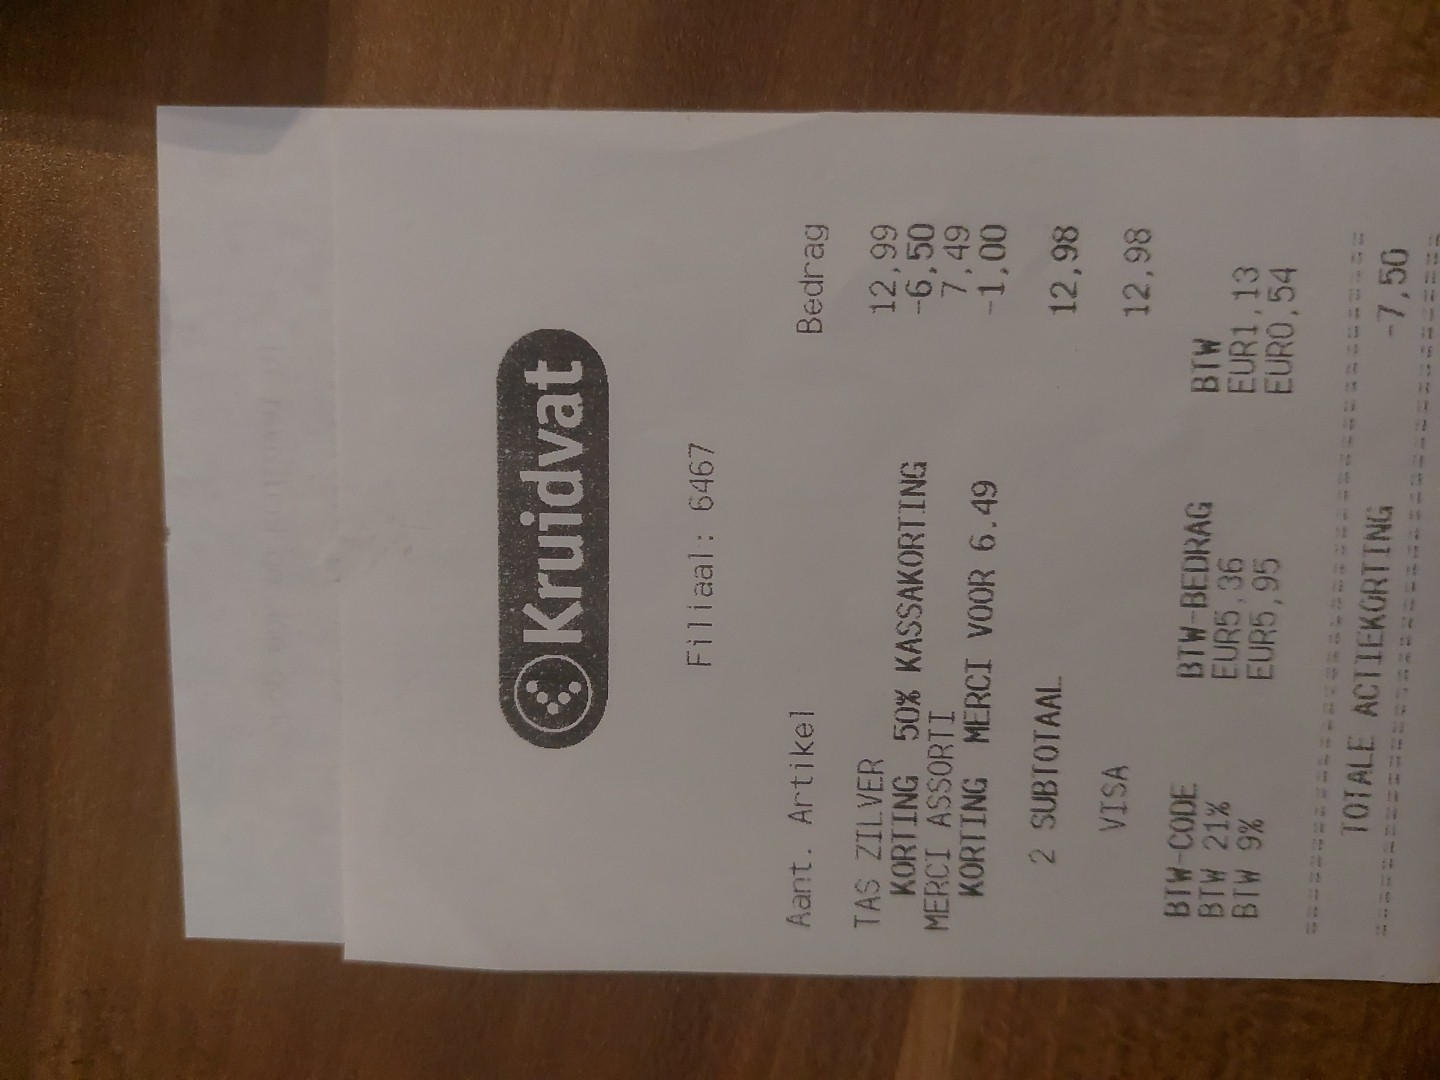 Kruidvat
Filiaal: 6467
Aant. Artikel Bedrag
TAS ZILVER 12,99
KORTING 50% KASSAKORTING -6,50
MERCI ASSORTI 7,49
KORTING MERCI VOOR 6.49 -1,00
2 SUBTOTAAL 12,98
VISA 12,98
BTW-CODE BTW-BEDRAG BTW
BTW 21% EUR5,36 EUR1,13
BTW 9% EUR5,95 EUR0,54
TOTALE ACTIEKORTING -7,50